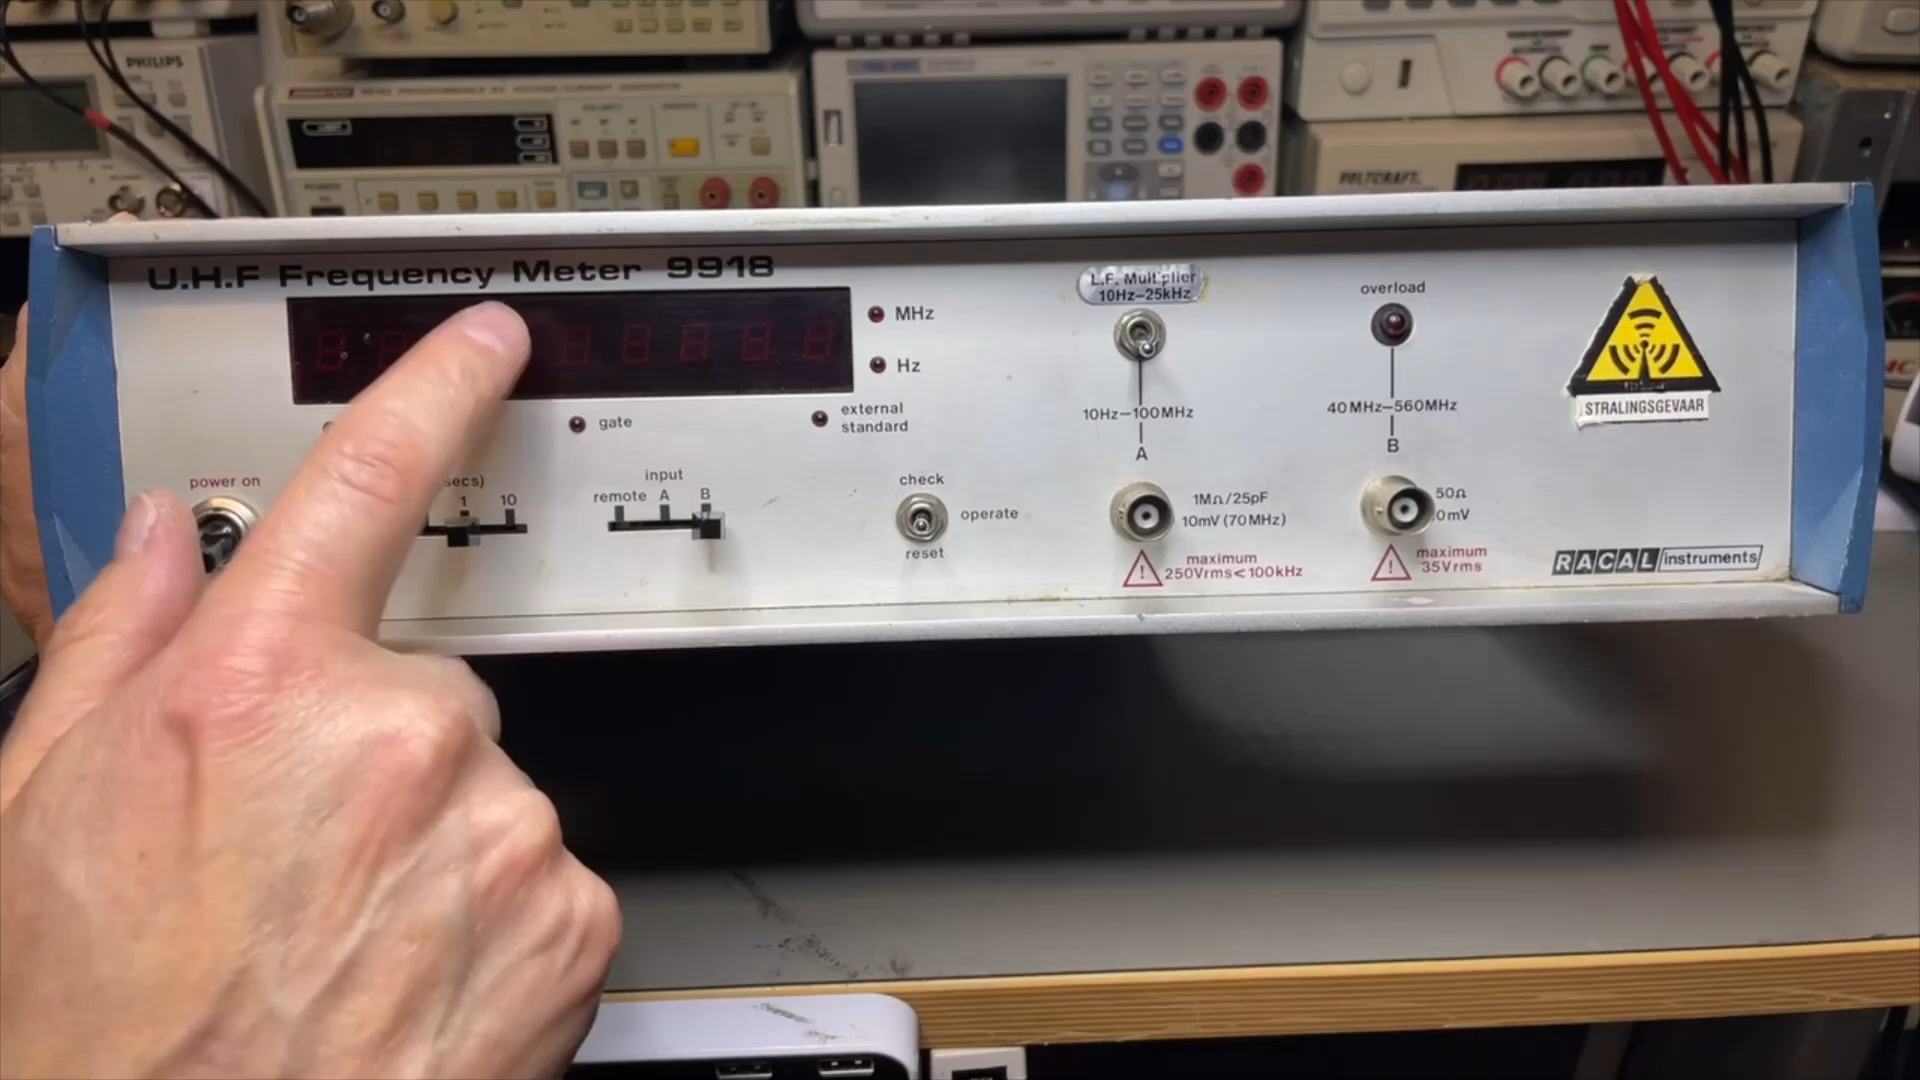 PHILIPS
VOLTCRAFT
U.H.F Frequency Meter 9918
MHz
Hz
gate
external
standard
L.F. Multiplier
10Hz–25kHz
overload
10Hz–100MHz
A
40MHz–560MHz
B
STRALINGSGEVAAR
power on
secs)
1
10
input
remote
A
B
check
operate
reset
1MΩ/25pF
10mV (70MHz)
50Ω
0mV
!
maximum
250Vrms<100kHz
!
maximum
35Vrms
RACAL instruments